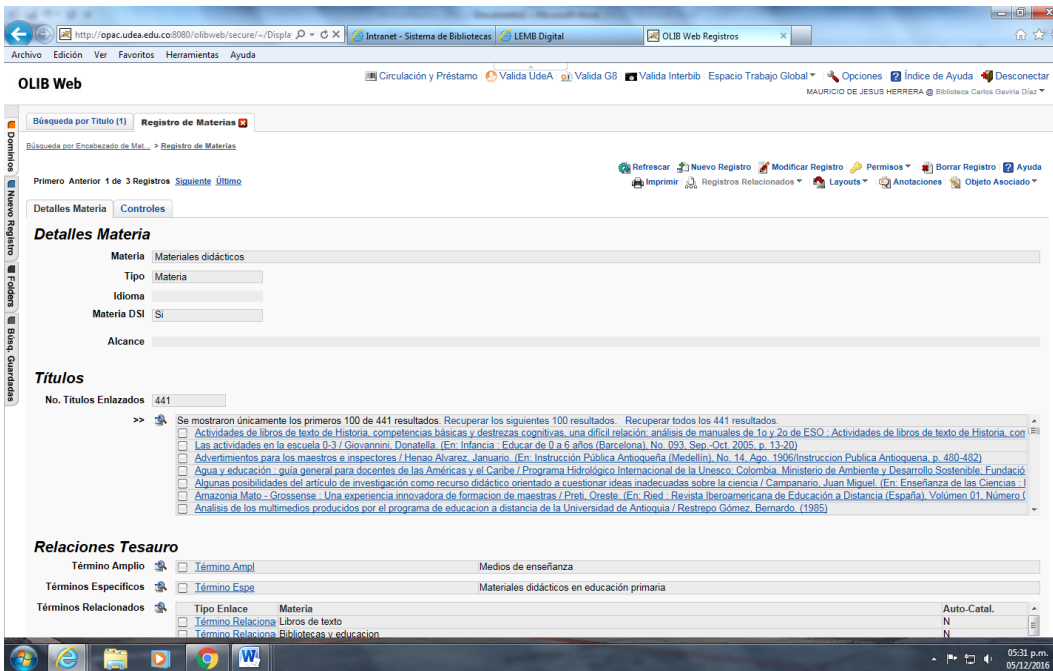 http://opac.udea.edu.co:8080/olibweb/secure/~/Displa
Intranet - Sistema de Bibliotecas
LEMB Digital
OLIB Web Registros
Archivo Edición Ver Favoritos Herramientas Ayuda
OLIB Web
Circulación y Préstamo Valida UdeA Valida G8 Valida Interbib Espacio Trabajo Global Opciones Índice de Ayuda Desconectar
MAURICIO DE JESUS HERRERA @ Biblioteca Carlos Gaviria Díaz
Dominios
Nuevo Registro
Folders
Búsq. Guardadas
Búsqueda por Título (1) Registro de Materias
Búsqueda por Encabezado de Mat... > Registro de Materias
Refrescar Nuevo Registro Modificar Registro Permisos Borrar Registro Ayuda
Primero Anterior 1 de 3 Registros Siguiente Último
Imprimir Registros Relacionados Layouts Anotaciones Objeto Asociado
Detalles Materia Controles
Detalles Materia
Materia Materiales didácticos
Tipo Materia
Idioma
Materia DSI Si
Alcance
Títulos
No. Títulos Enlazados 441
>> Se mostraron únicamente los primeros 100 de 441 resultados. Recuperar los siguientes 100 resultados. Recuperar todos los 441 resultados.
Actividades de libros de texto de Historia, competencias básicas y destrezas cognitivas, una difícil relación: análisis de manuales de 1o y 2o de ESO : Actividades de libros de texto de Historia, com
Las actividades en la escuela 0-3 / Giovannini, Donatella. (En: Infancia : Educar de 0 a 6 años (Barcelona), No. 093, Sep.-Oct. 2005, p. 13-20)
Advertimientos para los maestros e inspectores / Henao Alvarez, Januario. (En: Instrucción Pública Antioqueña (Medellín), No. 14, Ago. 1906/Instruccion Publica Antioquena, p. 480-482)
Agua y educación : guía general para docentes de las Américas y el Caribe / Programa Hidrológico Internacional de la Unesco; Colombia. Ministerio de Ambiente y Desarrollo Sostenible; Fundació
Algunas posibilidades del artículo de investigación como recurso didáctico orientado a cuestionar ideas inadecuadas sobre la ciencia / Campanario, Juan Miguel. (En: Enseñanza de las Ciencias :
Amazonia Mato - Grossense : Una experiencia innovadora de formacion de maestras / Preti, Oreste. (En: Ried : Revista Iberoamericana de Educación a Distancia (España), Volúmen 01, Número
Analisis de los multimedios producidos por el programa de educacion a distancia de la Universidad de Antioquia / Restrepo Gómez, Bernardo. (1985)
Relaciones Tesauro
Término Amplio Término Ampl Medios de enseñanza
Términos Específicos Término Espe Materiales didácticos en educación primaria
Términos Relacionados Tipo Enlace Materia Auto-Catal.
Término Relaciona Libros de texto N
Término Relaciona Bibliotecas y educacion N
05:31 p.m.
05/12/2016